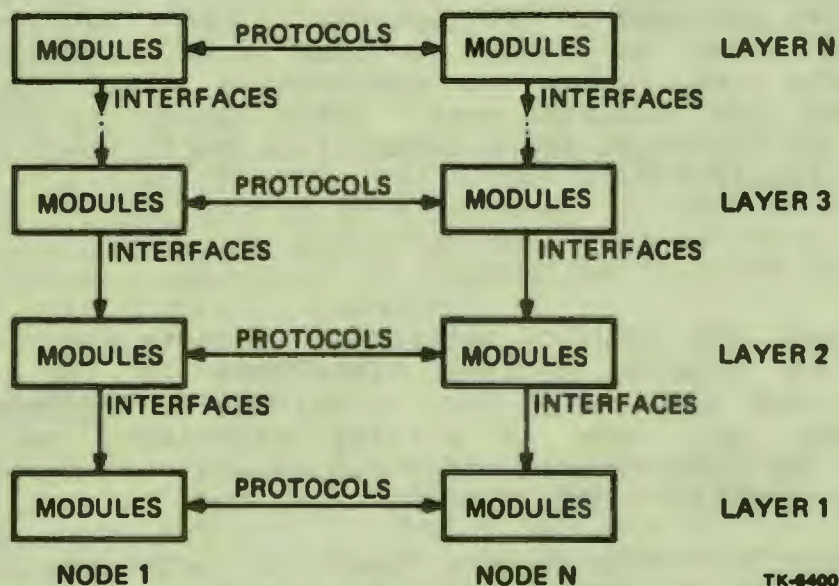 PROTOCOLS
MODULES MODULES LAYER N
INTERFACES INTERFACES
PROTOCOLS
MODULES MODULES LAYER 3
INTERFACES INTERFACES
PROTOCOLS
MODULES MODULES LAYER 2
INTERFACES INTERFACES
PROTOCOLS
MODULES MODULES LAYER 1
NODE 1 NODE N